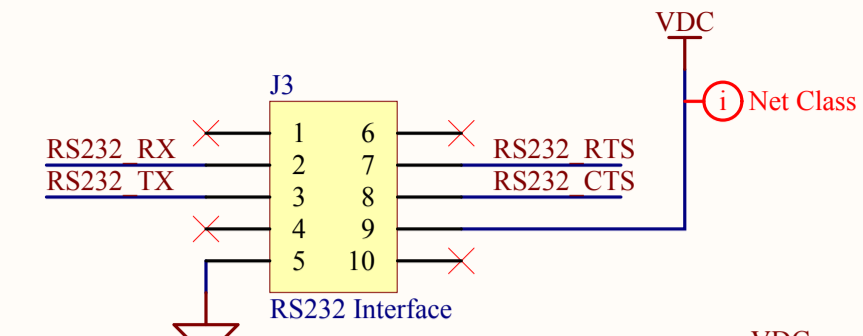 VDC
i Net Class
J3
1 6
RS232_RX 2 7 RS232_RTS
RS232_TX 3 8 RS232_CTS
4 9
5 10
RS232 Interface
VDC